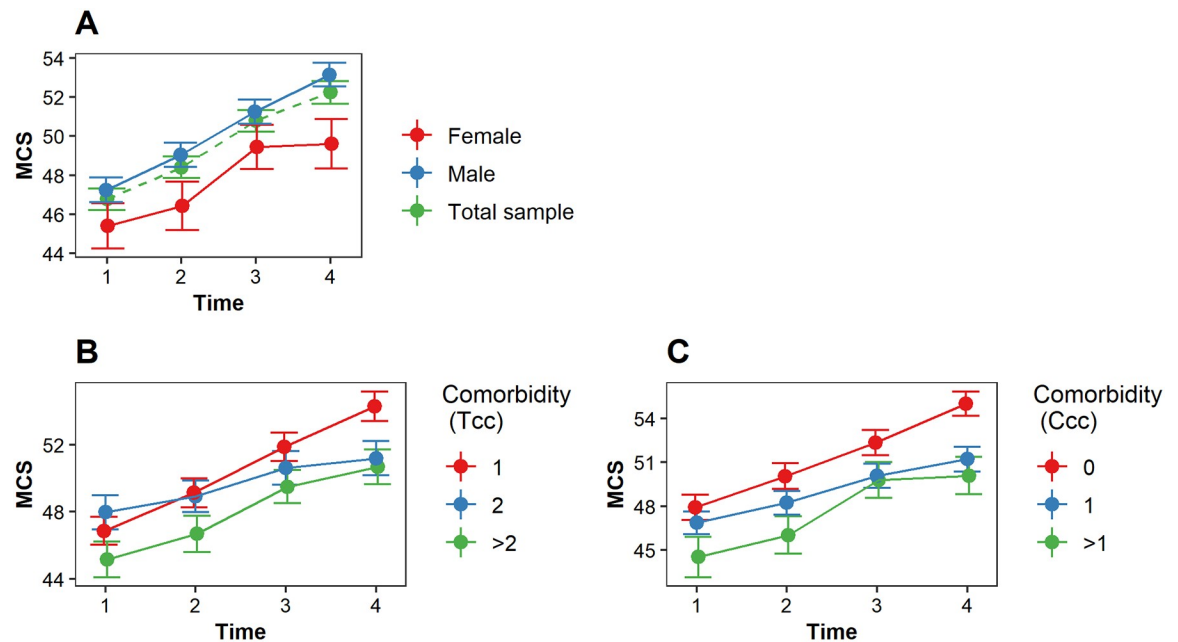 A
54
52
50
48
46
44
MCS
1 2 3 4
Time
Female
Male
Total sample
B
52
48
44
MCS
1 2 3 4
Time
Comorbidity
(Tcc)
1
2
>2
C
54
51
48
45
MCS
1 2 3 4
Time
Comorbidity
(Ccc)
0
1
>1